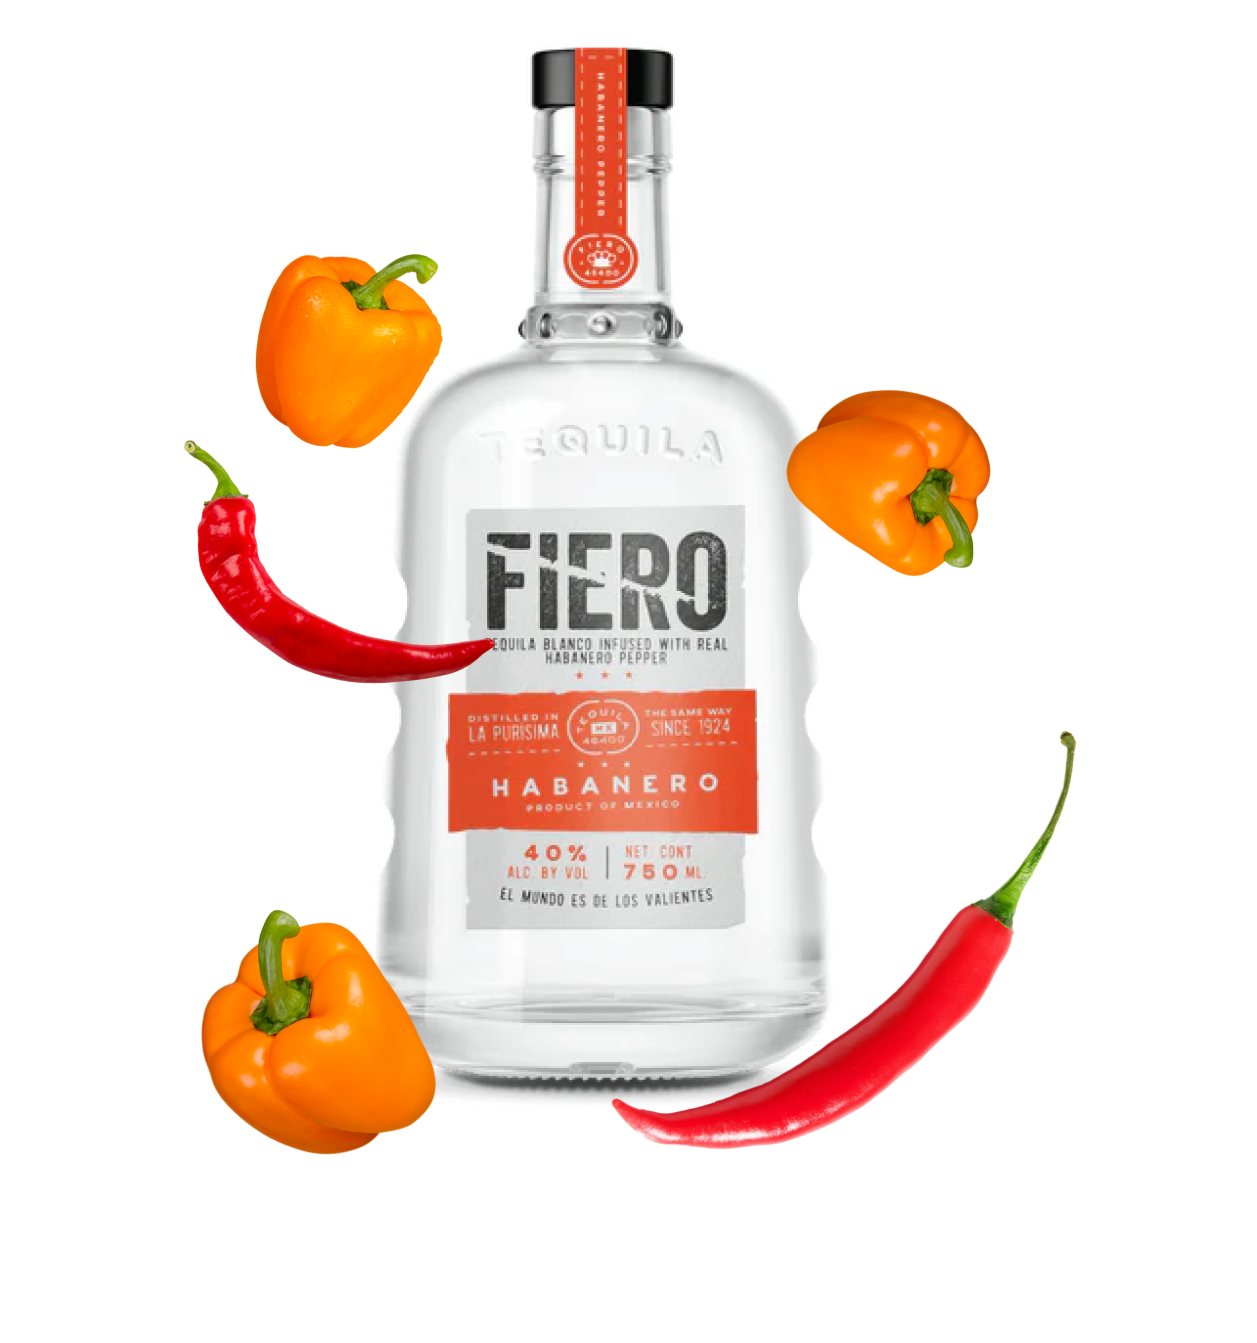 HABANERO PEPPER
FIERO
46400
TEQUILA
FIERO
TEQUILA BLANCO INFUSED WITH REAL
HABANERO PEPPER
DISTILLED IN
LA PURISIMA
TEQUILA
MX
46400
THE SAME WAY
SINCE 1924
HABANERO
PRODUCT OF MEXICO
40%
ALC. BY VOL
NET. CONT
750 ML.
EL MUNDO ES DE LOS VALIENTES